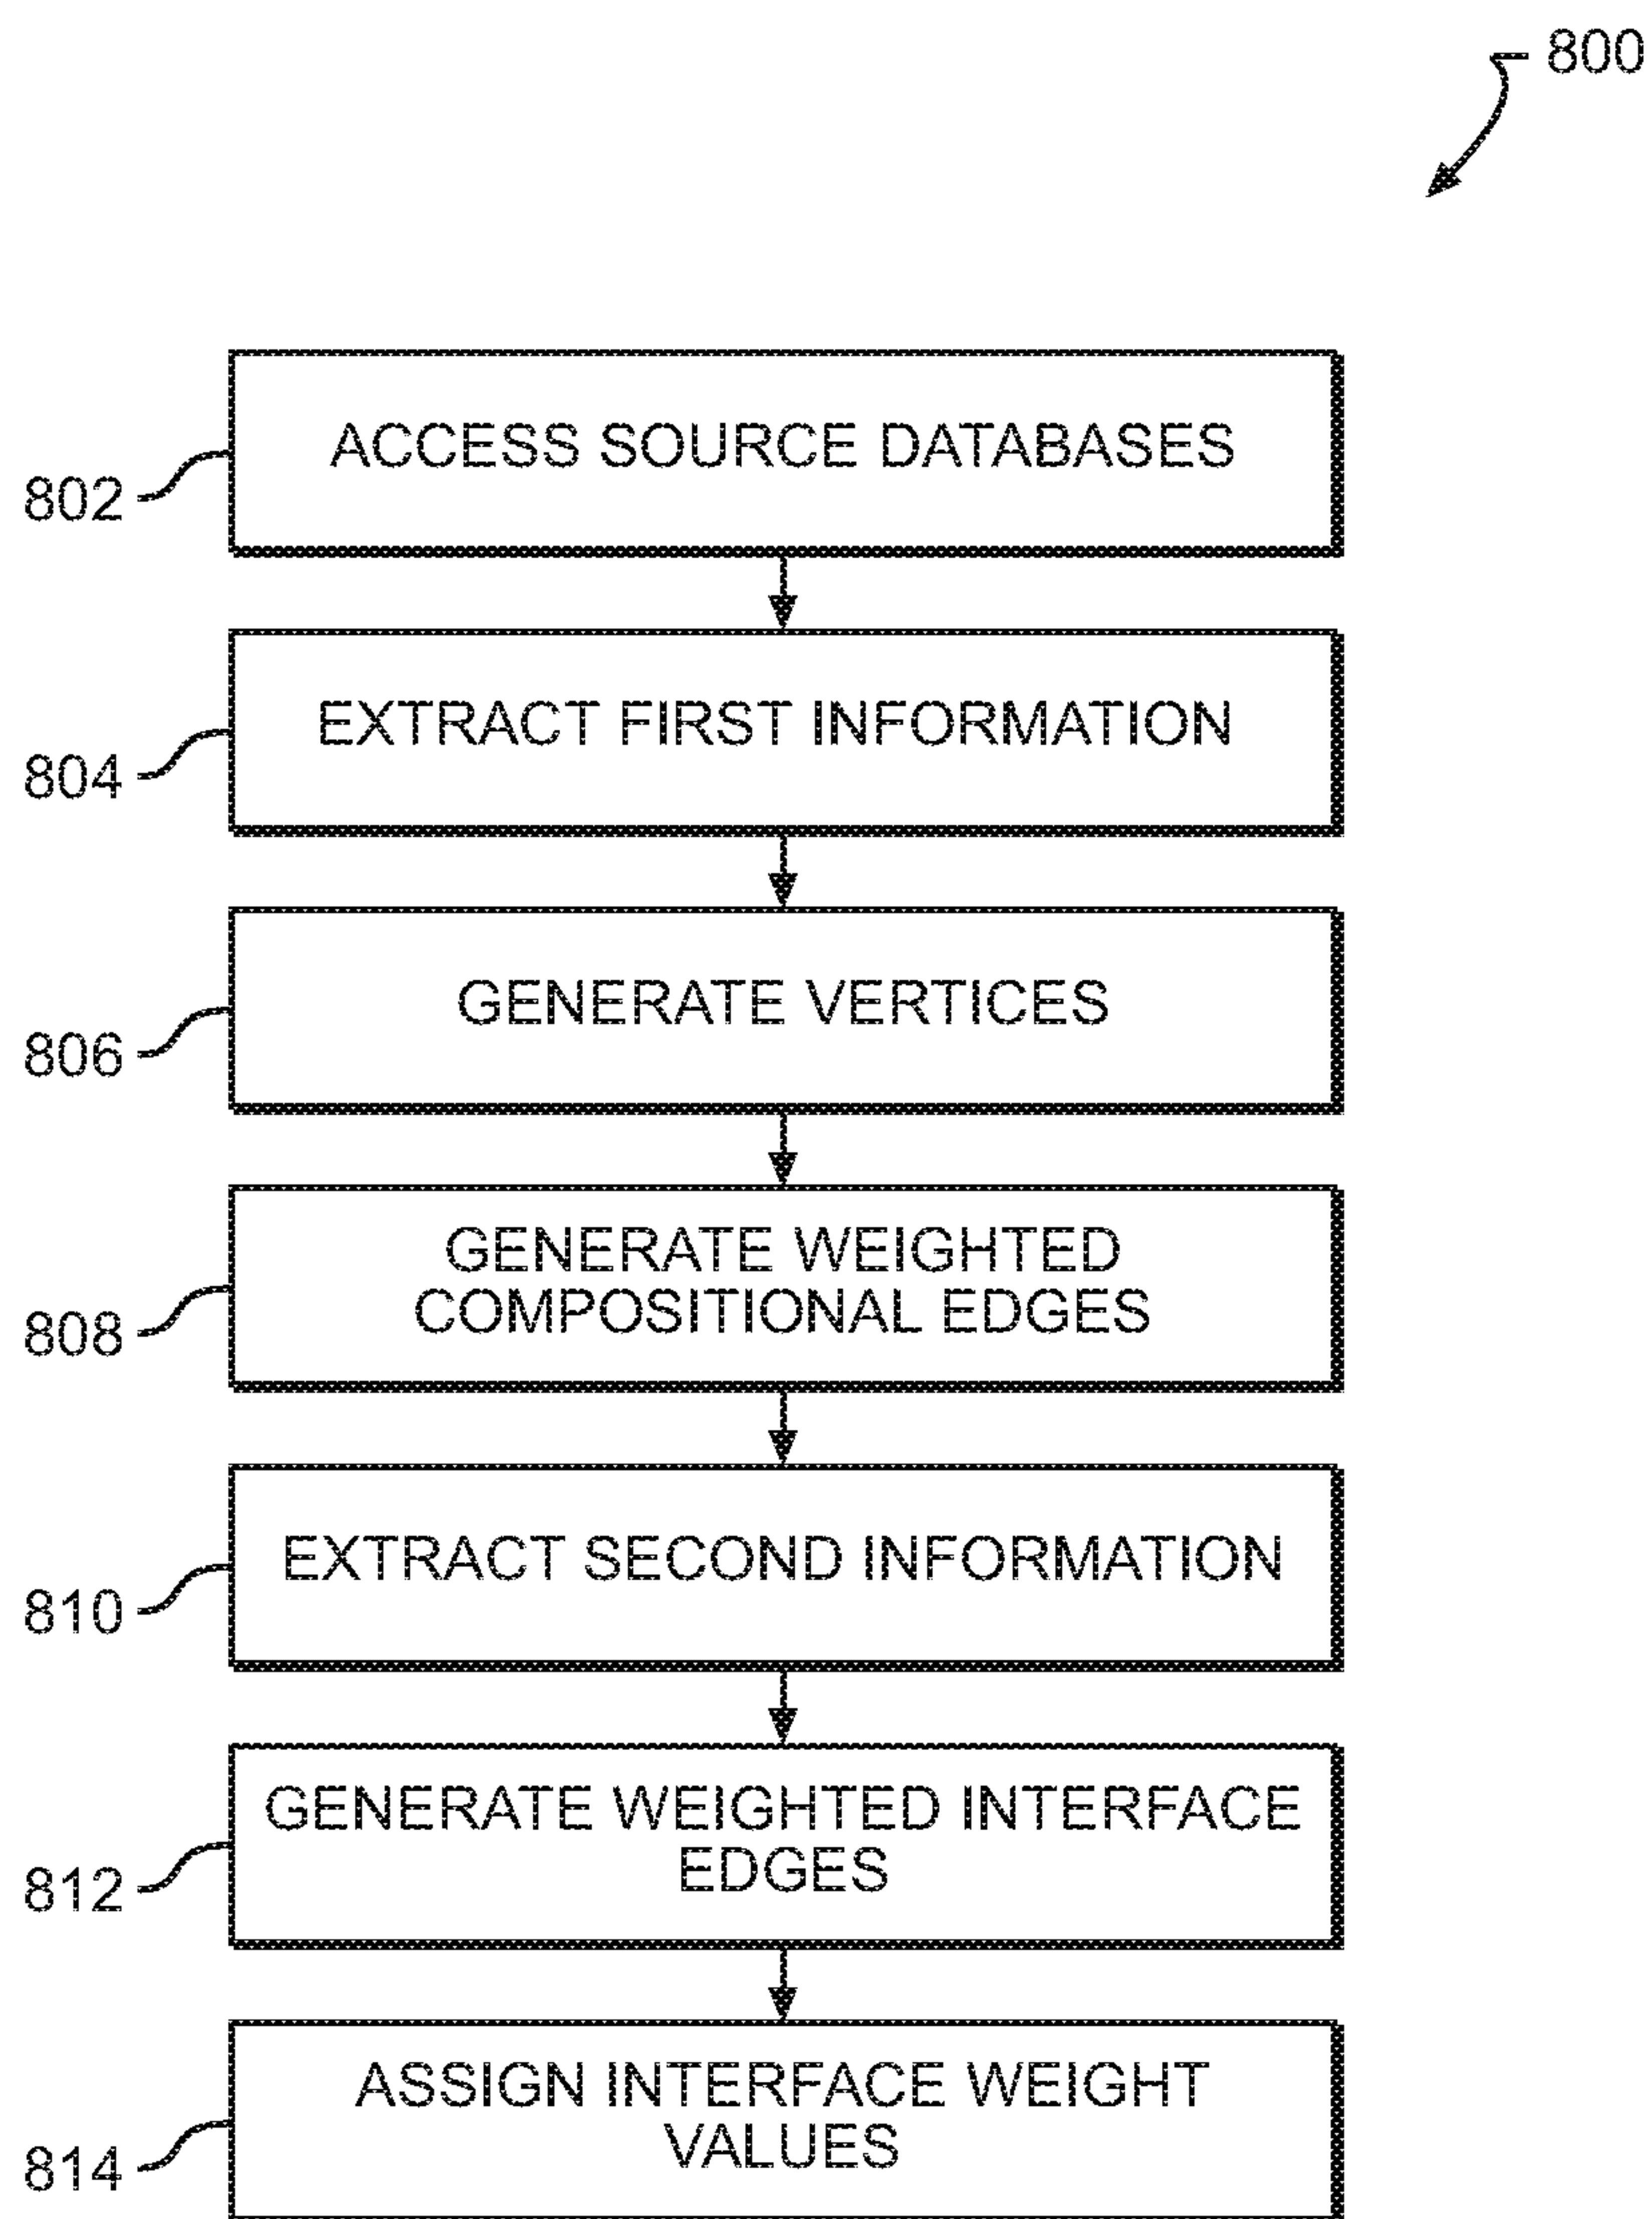 800
ACCESS SOURCE DATABASES
802
EXTRACT FIRST INFORMATION
804
GENERATE VERTICES
806
GENERATE WEIGHTED
COMPOSITIONAL EDGES
808
EXTRACT SECOND INFORMATION
810
GENERATE WEIGHTED INTERFACE
EDGES
812
ASSIGN INTERFACE WEIGHT
VALUES
814